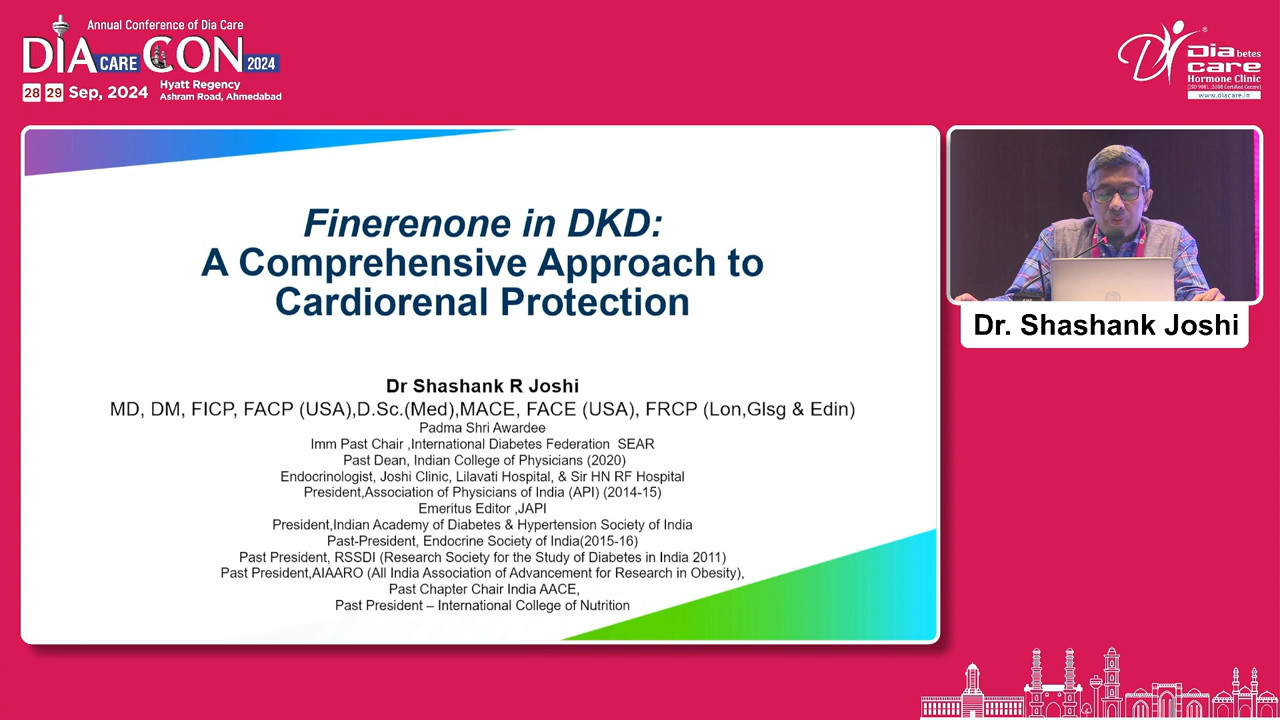 Annual Conference of Dia Care
DIA CARE CON 2024
28 29 Sep, 2024
Hyatt Regency
Ashram Road, Ahmedabad
Diabetes
care
Hormone Clinic
(ISO 9001:2008 Certified Centre)
www.diacare.in
Finerenone in DKD:
A Comprehensive Approach to
Cardiorenal Protection
Dr Shashank R Joshi
MD, DM, FICP, FACP (USA),D.Sc.(Med),MACE, FACE (USA), FRCP (Lon,Glsg & Edin)
Padma Shri Awardee
Imm Past Chair ,International Diabetes Federation SEAR
Past Dean, Indian College of Physicians (2020)
Endocrinologist, Joshi Clinic, Lilavati Hospital, & Sir HN RF Hospital
President,Association of Physicians of India (API) (2014-15)
Emeritus Editor ,JAPI
President,Indian Academy of Diabetes & Hypertension Society of India
Past-President, Endocrine Society of India(2015-16)
Past President, RSSDI (Research Society for the Study of Diabetes in India 2011)
Past President,AIAARO (All India Association of Advancement for Research in Obesity),
Past Chapter Chair India AACE,
Past President – International College of Nutrition
Dr. Shashank Joshi